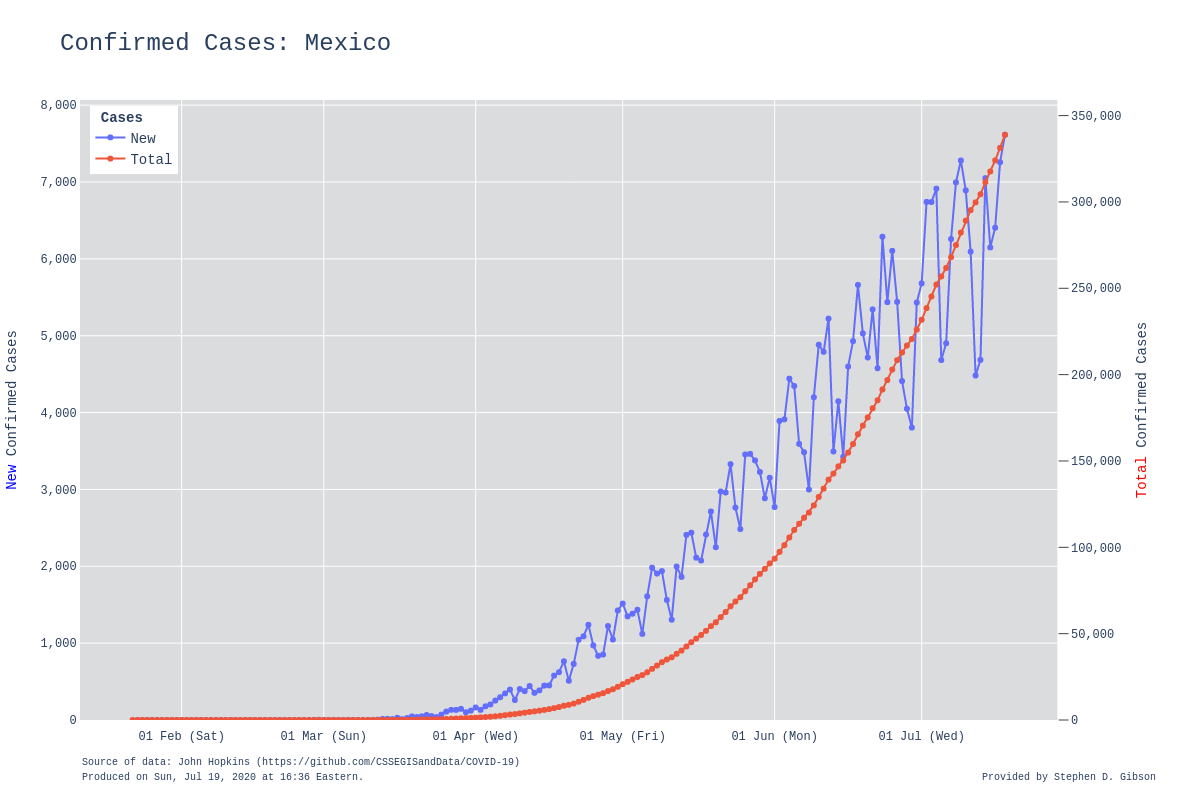 Confirmed Cases: Mexico
8,000
7,000
6,000
5,000
4,000
3,000
2,000
1,000
0
New Confirmed Cases
Cases
New
Total
350,000
300,000
250,000
200,000
150,000
100,000
50,000
0
Total Confirmed Cases
01 Feb (Sat)
01 Mar (Sun)
01 Apr (Wed)
01 May (Fri)
01 Jun (Mon)
01 Jul (Wed)
Source of data: John Hopkins (https://github.com/CSSEGISandData/COVID-19)
Produced on Sun, Jul 19, 2020 at 16:36 Eastern.
Provided by Stephen D. Gibson